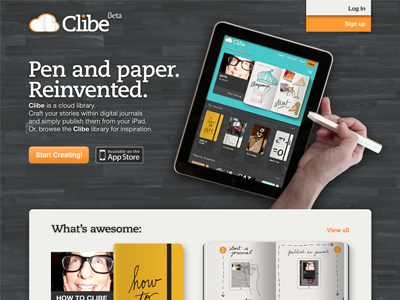 Clibe Beta
Log In
Sign up
Pen and paper.
Reinvented.
Clibe is a cloud library.
Craft your stories within digital journals
and simply publish them from your iPad.
Or, browse the Clibe library for inspiration.
Start Creating!
Available on the
App Store
Clibe
What's awesome:
View all
start a
journal
publish or private
how
to
HOW TO CLIBE